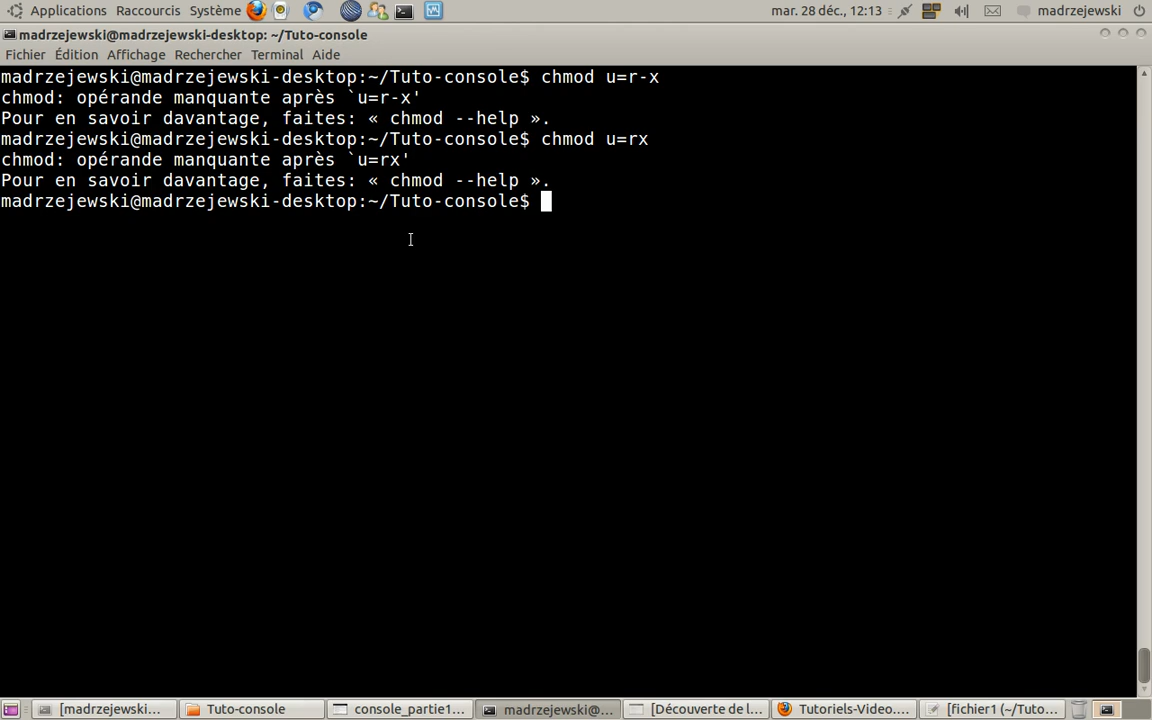 Applications Raccourcis Système mar. 28 déc., 12:13 madrzejewski
madrzejewski@madrzejewski-desktop: ~/Tuto-console
Fichier Édition Affichage Rechercher Terminal Aide
madrzejewski@madrzejewski-desktop:~/Tuto-console$ chmod u=r-x
chmod: opérande manquante après `u=r-x'
Pour en savoir davantage, faites: « chmod --help ».
madrzejewski@madrzejewski-desktop:~/Tuto-console$ chmod u=rx
chmod: opérande manquante après `u=rx'
Pour en savoir davantage, faites: « chmod --help ».
madrzejewski@madrzejewski-desktop:~/Tuto-console$
[madrzejewski... Tuto-console console_partie1... madrzejewski@... [Découverte de l... Tutoriels-Video.... [fichier1 (~/Tuto...